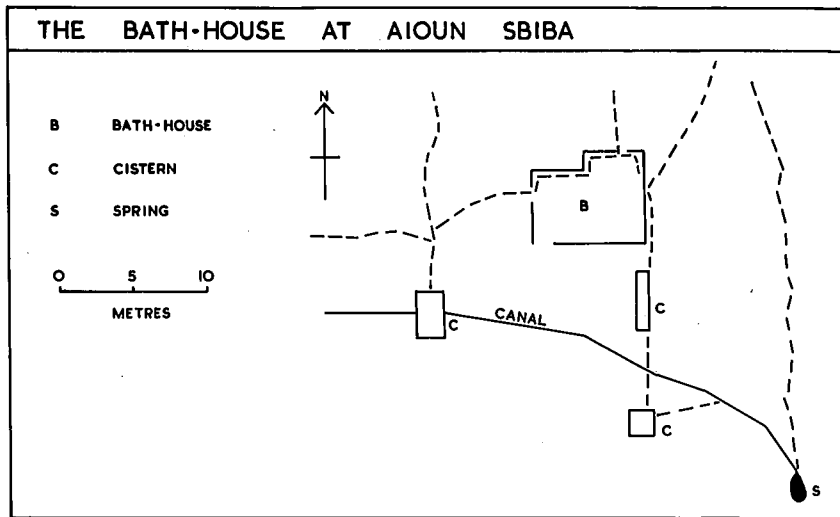 THE BATH-HOUSE AT AIOUN SBIBA
B BATH-HOUSE
C CISTERN
S SPRING
0 5 10
METRES
N
B
C
CANAL
C
C
S